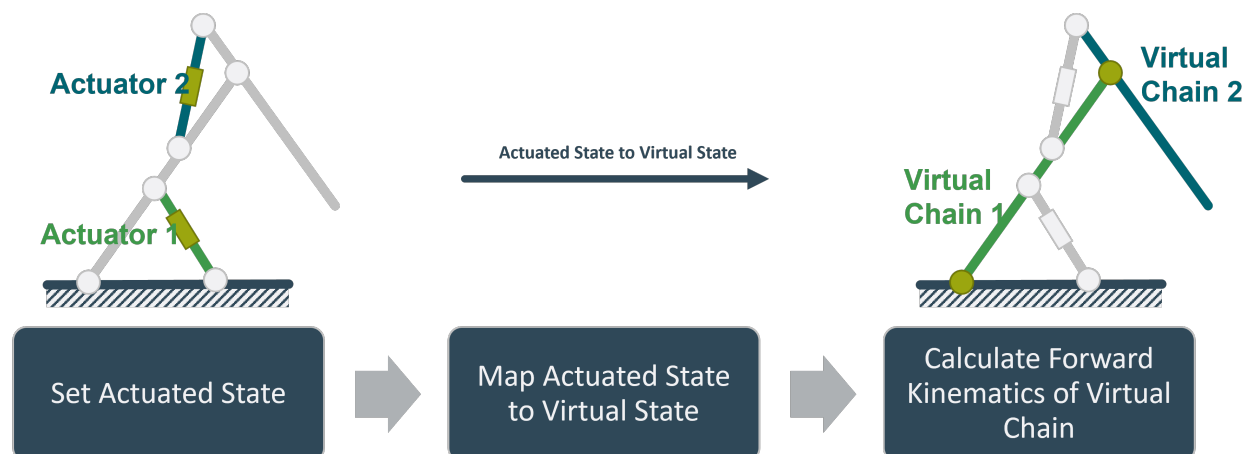 Actuator 2
Actuator 1
Actuated State to Virtual State
Virtual
Chain 2
Virtual
Chain 1
Set Actuated State
Map Actuated State
to Virtual State
Calculate Forward
Kinematics of Virtual
Chain